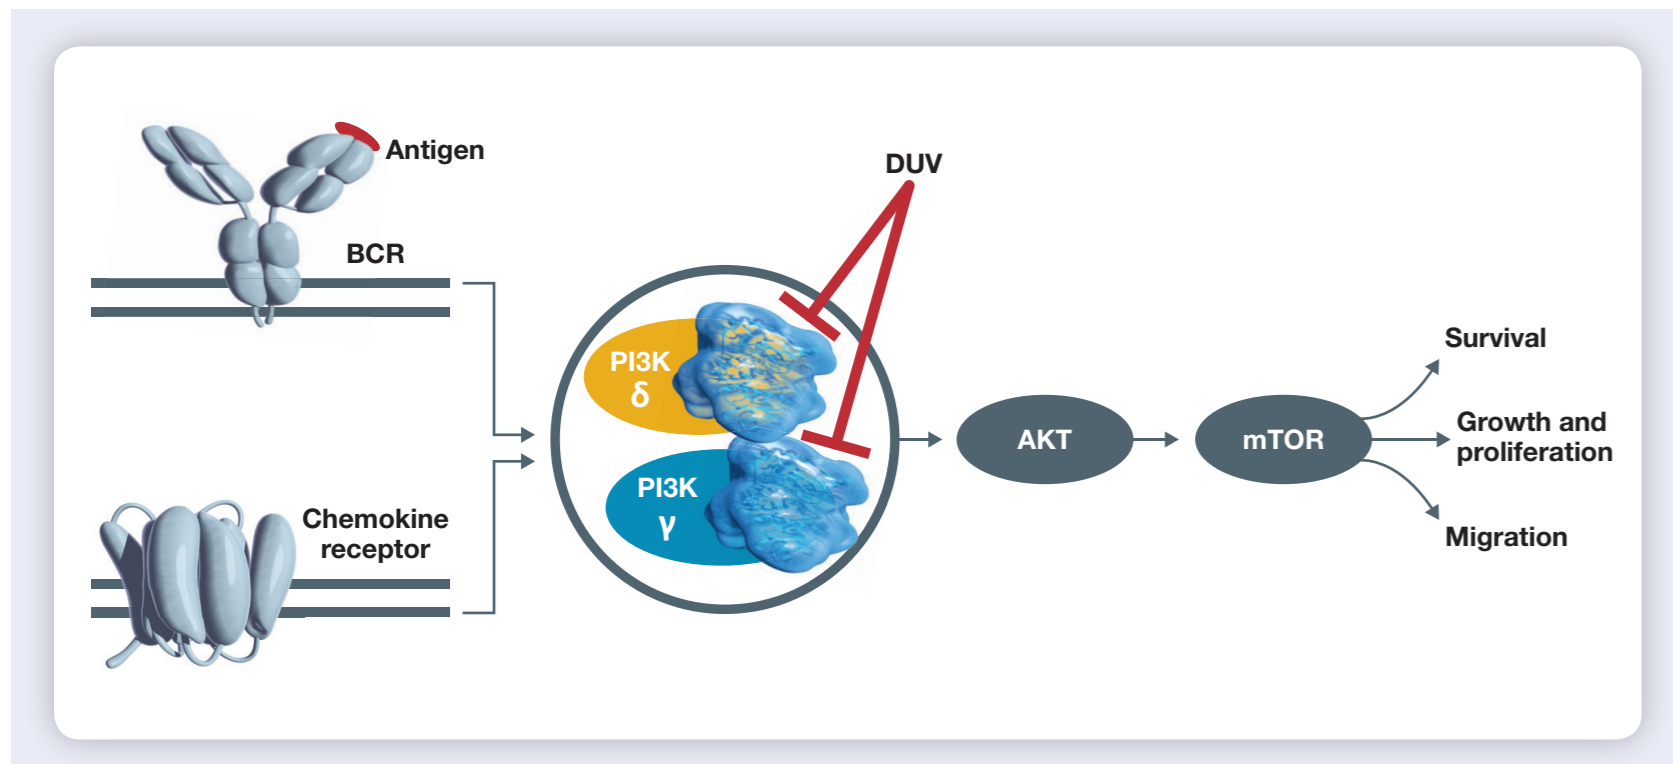 Antigen
BCR
DUV
PI3K
δ
PI3K
γ
Chemokine
receptor
AKT
mTOR
Survival
Growth and
proliferation
Migration